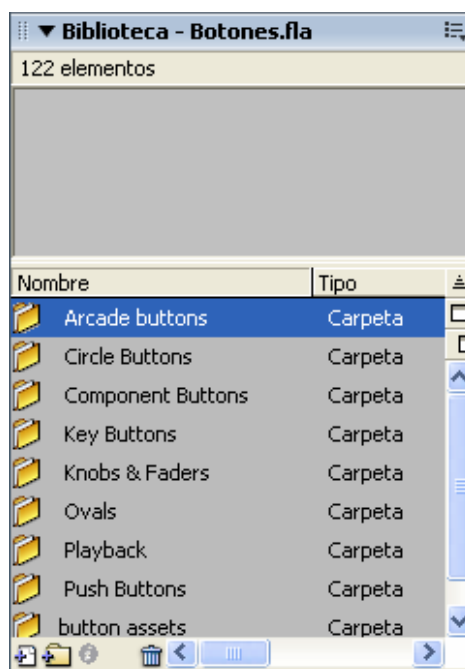 Biblioteca - Botones.fla
122 elementos
Nombre Tipo
Arcade buttons Carpeta
Circle Buttons Carpeta
Component Buttons Carpeta
Key Buttons Carpeta
Knobs & Faders Carpeta
Ovals Carpeta
Playback Carpeta
Push Buttons Carpeta
button assets Carpeta